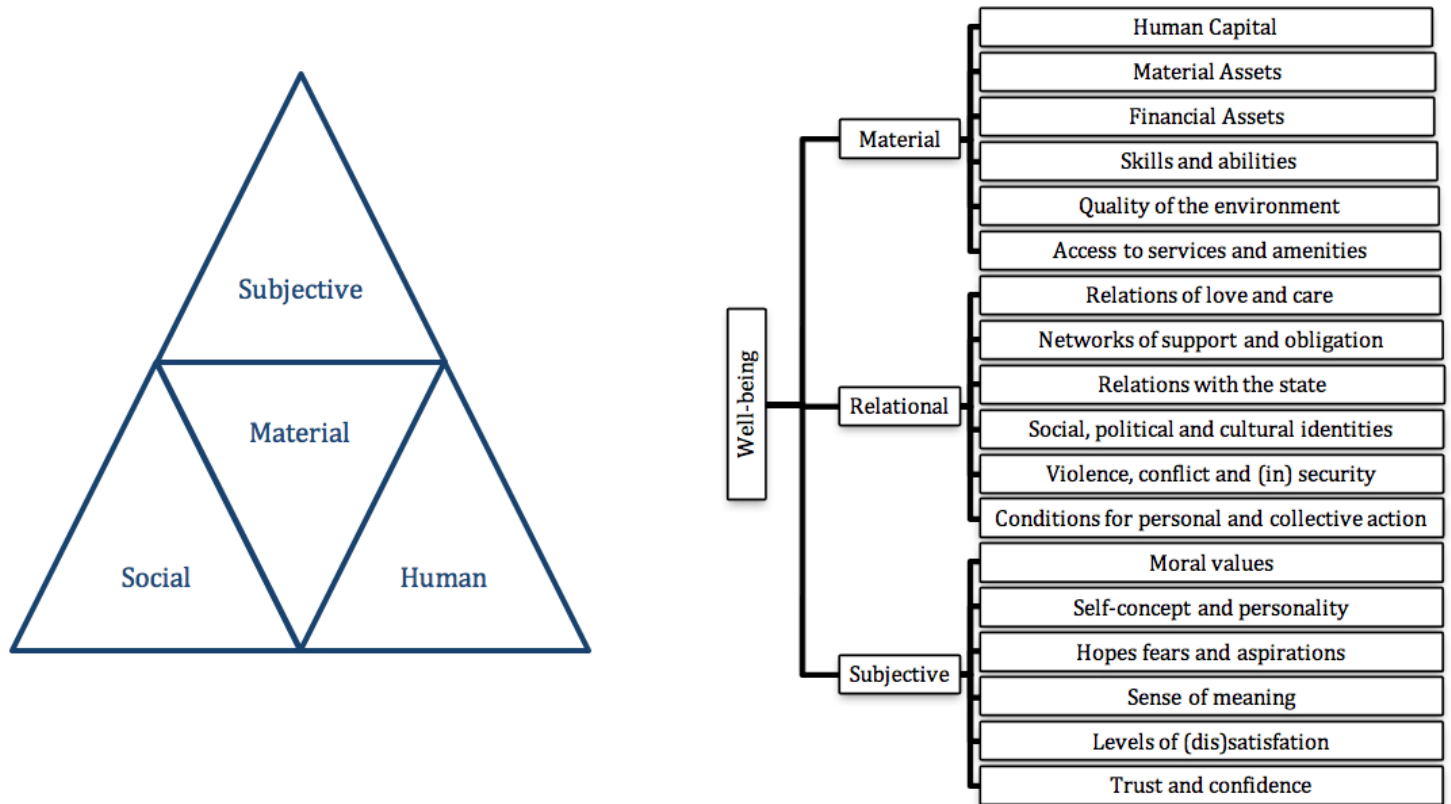 Subjective
Material
Social
Human
Well-being
Material
Human Capital
Material Assets
Financial Assets
Skills and abilities
Quality of the environment
Access to services and amenities
Relational
Relations of love and care
Networks of support and obligation
Relations with the state
Social, political and cultural identities
Violence, conflict and (in) security
Conditions for personal and collective action
Subjective
Moral values
Self-concept and personality
Hopes fears and aspirations
Sense of meaning
Levels of (dis)satisfation
Trust and confidence